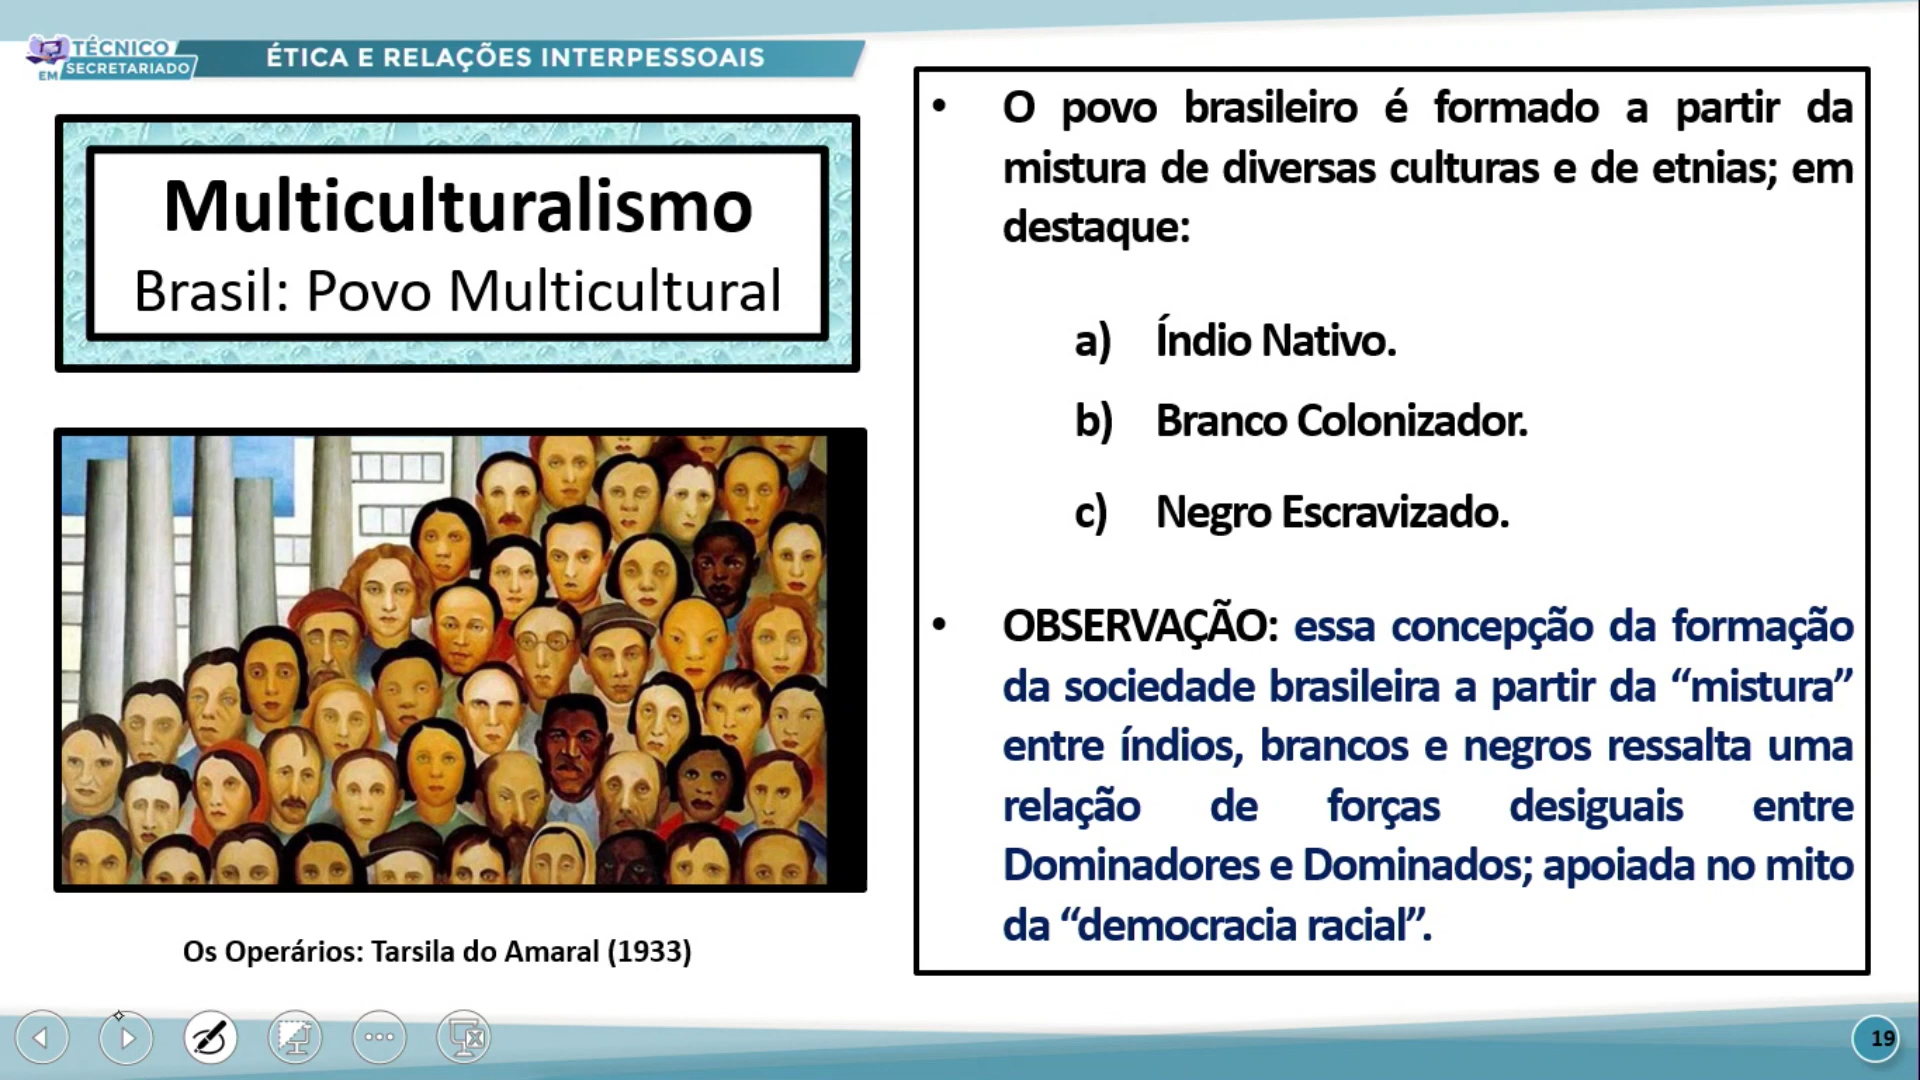 TÉCNICO
EM SECRETARIADO
ÉTICA E RELAÇÕES INTERPESSOAIS
Multiculturalismo
Brasil: Povo Multicultural
Os Operários: Tarsila do Amaral (1933)
• O povo brasileiro é formado a partir da
mistura de diversas culturas e de etnias; em
destaque:
a) Índio Nativo.
b) Branco Colonizador.
c) Negro Escravizado.
• OBSERVAÇÃO: essa concepção da formação
da sociedade brasileira a partir da “mistura”
entre índios, brancos e negros ressalta uma
relação de forças desiguais entre
Dominadores e Dominados; apoiada no mito
da “democracia racial”.
19